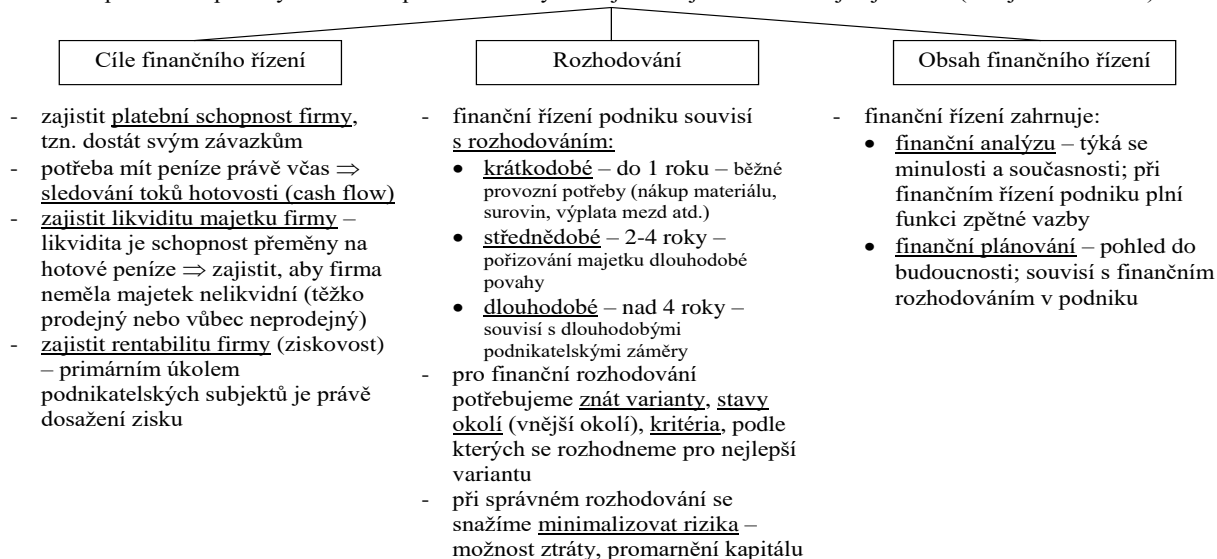 Cíle finančního řízení
- zajistit platební schopnost firmy,
tzn. dostát svým závazkům
- potřeba mít peníze právě včas ⇒
sledování toků hotovosti (cash flow)
- zajistit likviditu majetku firmy –
likvidita je schopnost přeměny na
hotové peníze ⇒ zajistit, aby firma
neměla majetek nelikvidní (těžko
prodejný nebo vůbec neprodejný)
- zajistit rentabilitu firmy (ziskovost)
– primárním úkolem
podnikatelských subjektů je právě
dosažení zisku
Rozhodování
- finanční řízení podniku souvisí
s rozhodováním:
• krátkodobé – do 1 roku – běžné
provozní potřeby (nákup materiálu,
surovin, výplata mezd atd.)
• střednědobé – 2-4 roky –
pořizování majetku dlouhodobé
povahy
• dlouhodobé – nad 4 roky –
souvisí s dlouhodobými
podnikatelskými záměry
- pro finanční rozhodování
potřebujeme znát varianty, stavy
okolí (vnější okolí), kritéria, podle
kterých se rozhodneme pro nejlepší
variantu
- při správném rozhodování se
snažíme minimalizovat rizika –
možnost ztráty, promarnění kapitálu
Obsah finančního řízení
- finanční řízení zahrnuje:
• finanční analýzu – týká se
minulosti a současnosti; při
finančním řízení podniku plní
funkci zpětné vazby
• finanční plánování – pohled do
budoucnosti; souvisí s finančním
rozhodováním v podniku